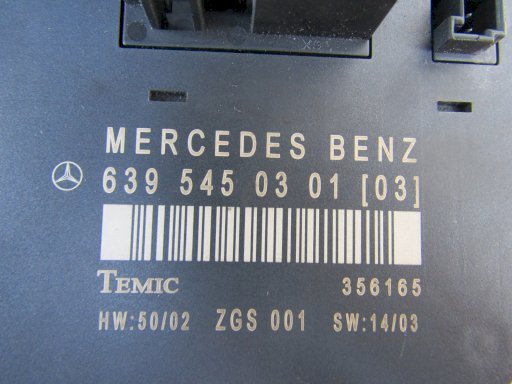 MERCEDES BENZ
639 545 03 01 [03]
TEMIC 356165
HW:50/02 ZGS 001 SW:14/03